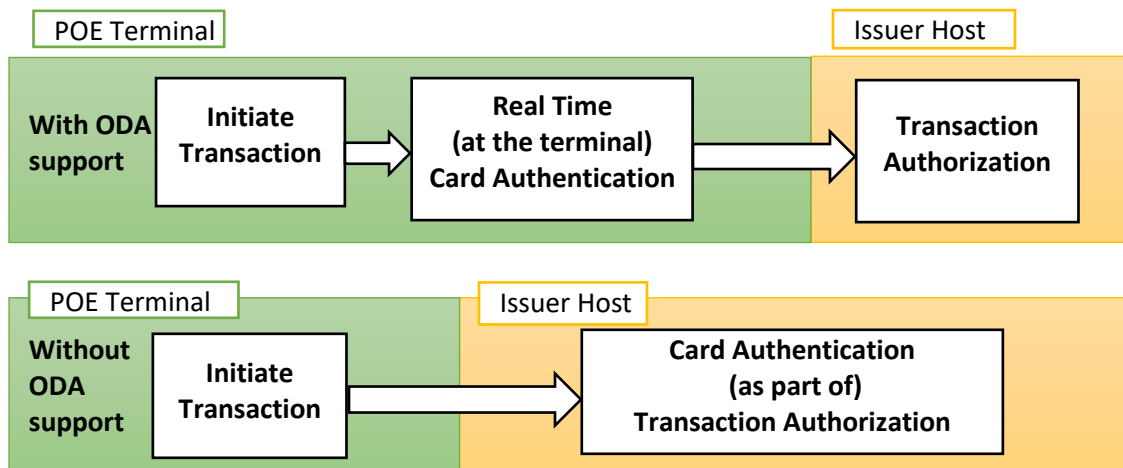 POE Terminal
Issuer Host
With ODA
support
Initiate
Transaction
Real Time
(at the terminal)
Card Authentication
Transaction
Authorization
POE Terminal
Issuer Host
Without
ODA
support
Initiate
Transaction
Card Authentication
(as part of)
Transaction Authorization